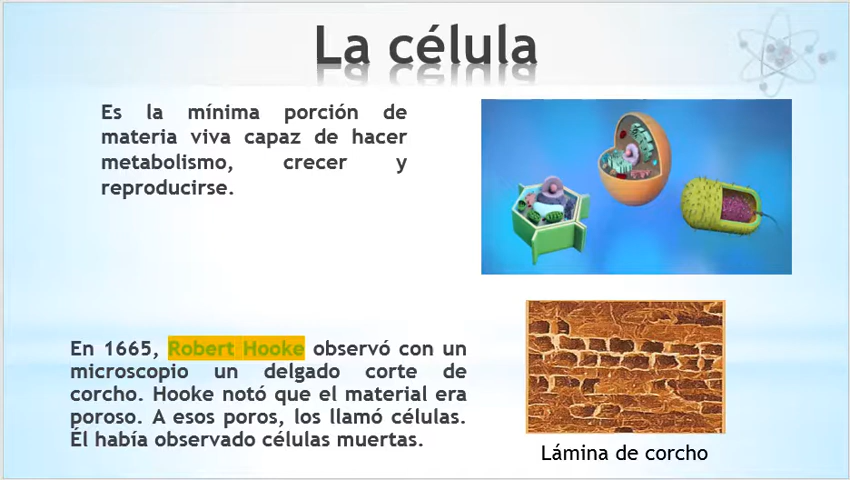 La célula
Es la mínima porción de
materia viva capaz de hacer
metabolismo, crecer y
reproducirse.
En 1665, Robert Hooke observó con un
microscopio un delgado corte de
corcho. Hooke notó que el material era
poroso. A esos poros, los llamó células.
Él había observado células muertas.
Lámina de corcho